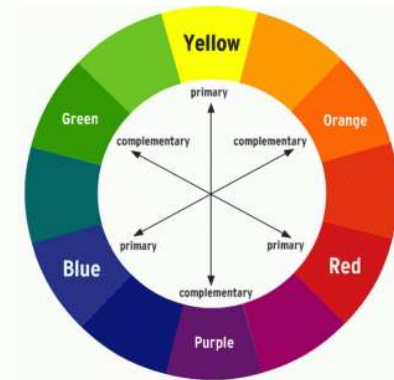 Yellow
primary
Green
Orange
complementary
complementary
primary
primary
Blue
Red
complementary
Purple